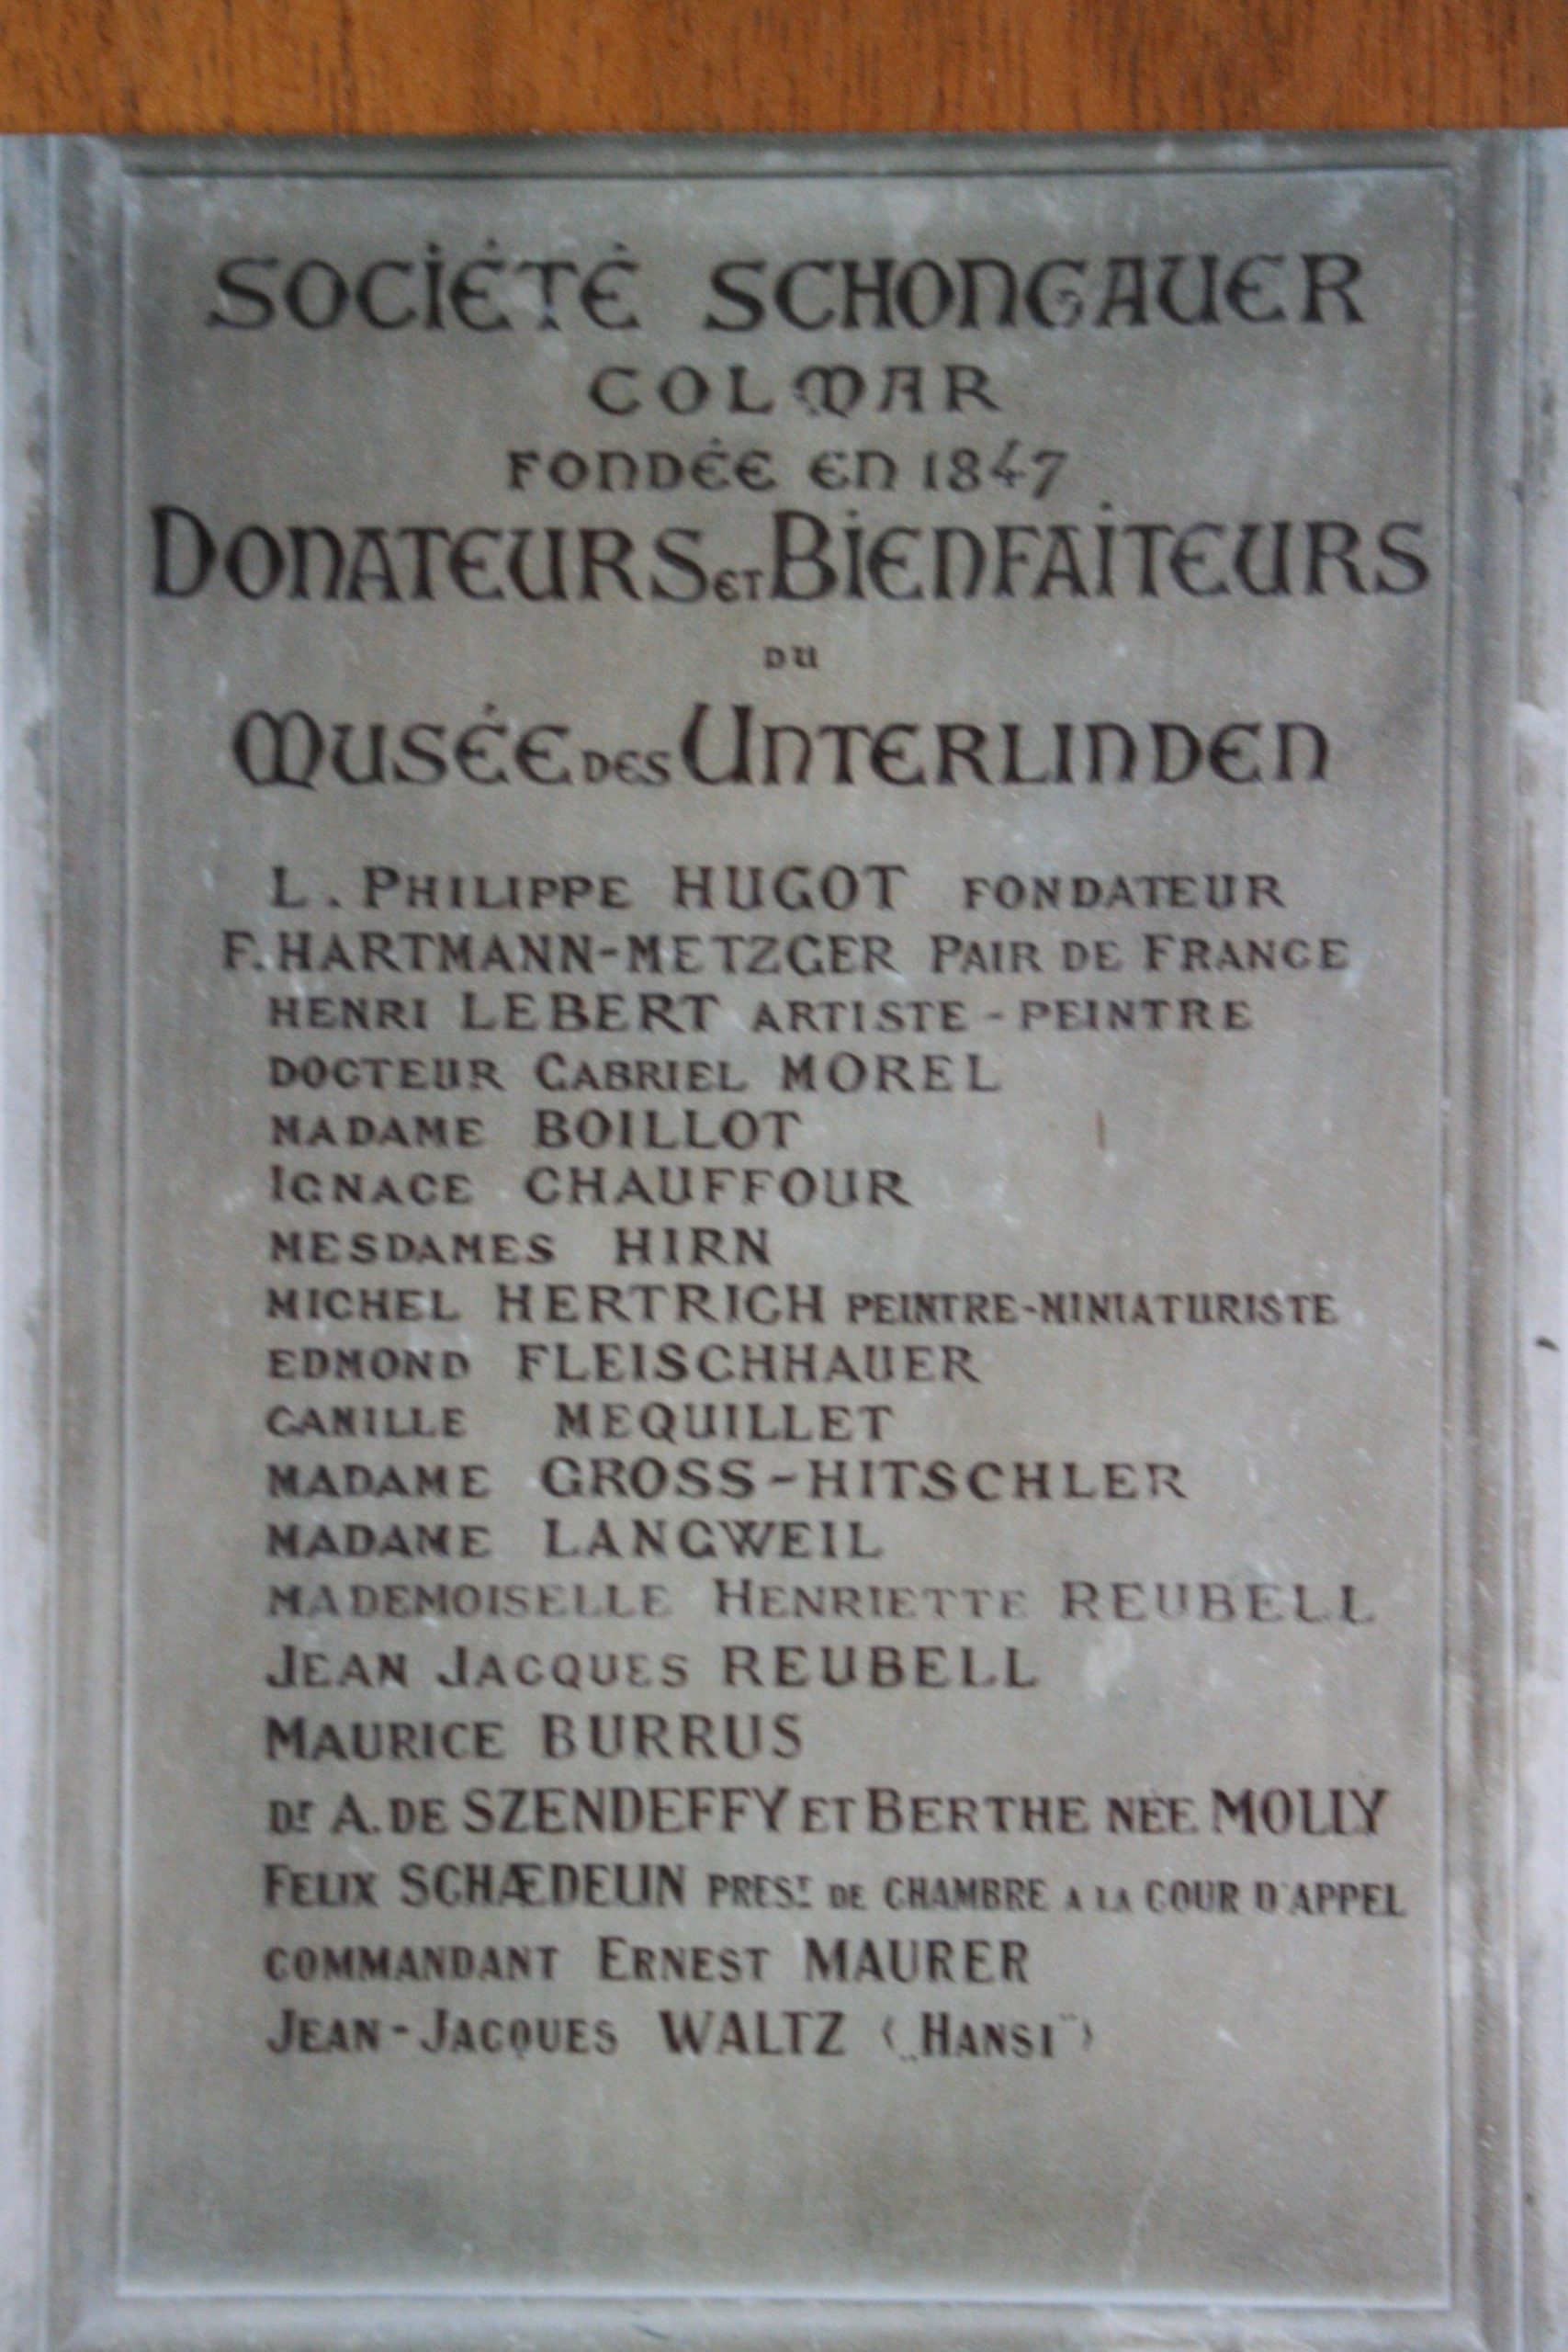 SOCIÉTÉ SCHONGAUER
COLMAR
FONDÉE EN 1847
DONATEURS ET BIENFAITEURS
DU
MUSÉE DES UNTERLINDEN
L. PHILIPPE HUGOT FONDATEUR
F. HARTMANN-METZGER PAIR DE FRANCE
HENRI LEBERT ARTISTE-PEINTRE
DOCTEUR GABRIEL MOREL
MADAME BOILLOT
IGNACE CHAUFFOUR
MESDAMES HIRN
MICHEL HERTRICH PEINTRE-MINIATURISTE
EDMOND FLEISCHHAUER
CAMILLE MEQUILLET
MADAME GROSS-HITSCHLER
MADAME LANGWEIL
MADEMOISELLE HENRIETTE REUBELL
JEAN JACQUES REUBELL
MAURICE BURRUS
Dr A. DE SZENDEFFY ET BERTHE NÉE MOLLY
FELIX SCHÆDELIN PREST DE CHAMBRE A LA COUR D'APPEL
COMMANDANT ERNEST MAURER
JEAN-JACQUES WALTZ („HANSI")